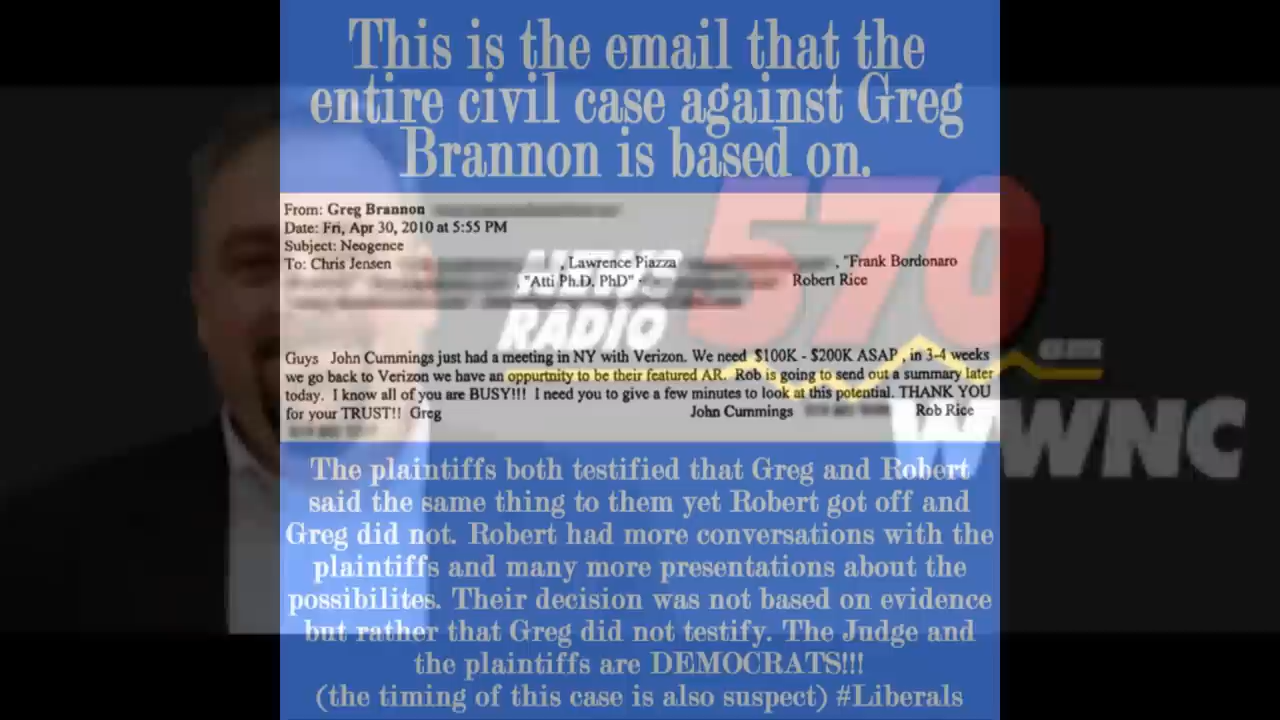 This is the email that the
entire civil case against Greg
Brannon is based on.
From: Greg Brannon
Date: Fri, Apr 30, 2010 at 5:55 PM
Subject: Neogence
To: Chris Jensen , Lawrence Piazza , "Frank Bordonaro
, "Atti Ph.D. PhD" Robert Rice
NEWS
RADIO
570
am
WWNC
Guys John Cummings just had a meeting in NY with Verizon. We need $100K - $200K ASAP , in 3-4 weeks
we go back to Verizon we have an oppurtnity to be their featured AR. Rob is going to send out a summary later
today. I know all of you are BUSY!!! I need you to give a few minutes to look at this potential. THANK YOU
for your TRUST!! Greg John Cummings Rob Rice
The plaintiffs both testified that Greg and Robert
said the same thing to them yet Robert got off and
Greg did not. Robert had more conversations with the
plaintiffs and many more presentations about the
possibilites. Their decision was not based on evidence
but rather that Greg did not testify. The Judge and
the plaintiffs are DEMOCRATS!!!
(the timing of this case is also suspect) #Liberals